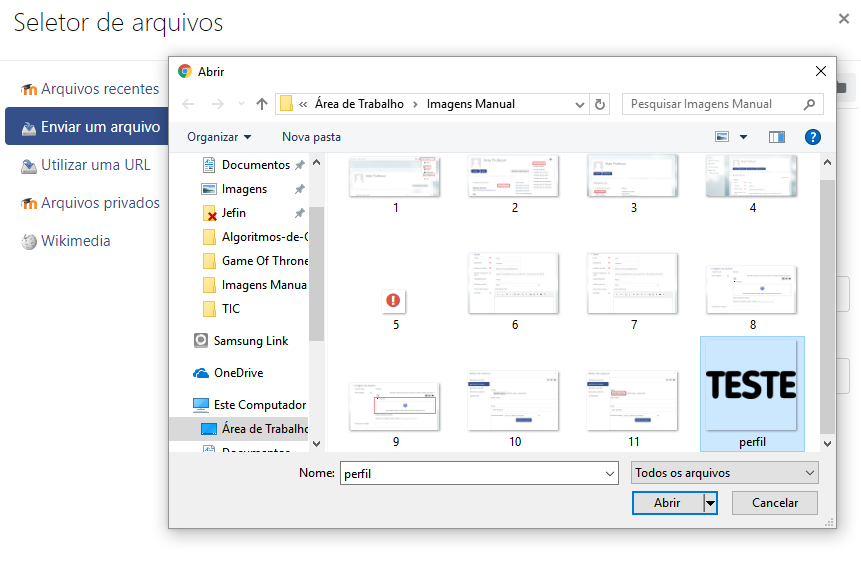 Seletor de arquivos
Arquivos recentes
Enviar um arquivo
Utilizar uma URL
Arquivos privados
Wikimedia
Abrir
« Área de Trabalho > Imagens Manual
Pesquisar Imagens Manual
Organizar
Nova pasta
Documentos
Imagens
Jefin
Algoritmos-de-C
Game Of Throne
Imagens Manua
TIC
Samsung Link
OneDrive
Este Computador
Área de Trabalho
Documentos
1
2
3
4
5
6
7
8
TESTE
9
10
11
perfil
Nome:
perfil
Todos os arquivos
Abrir
Cancelar